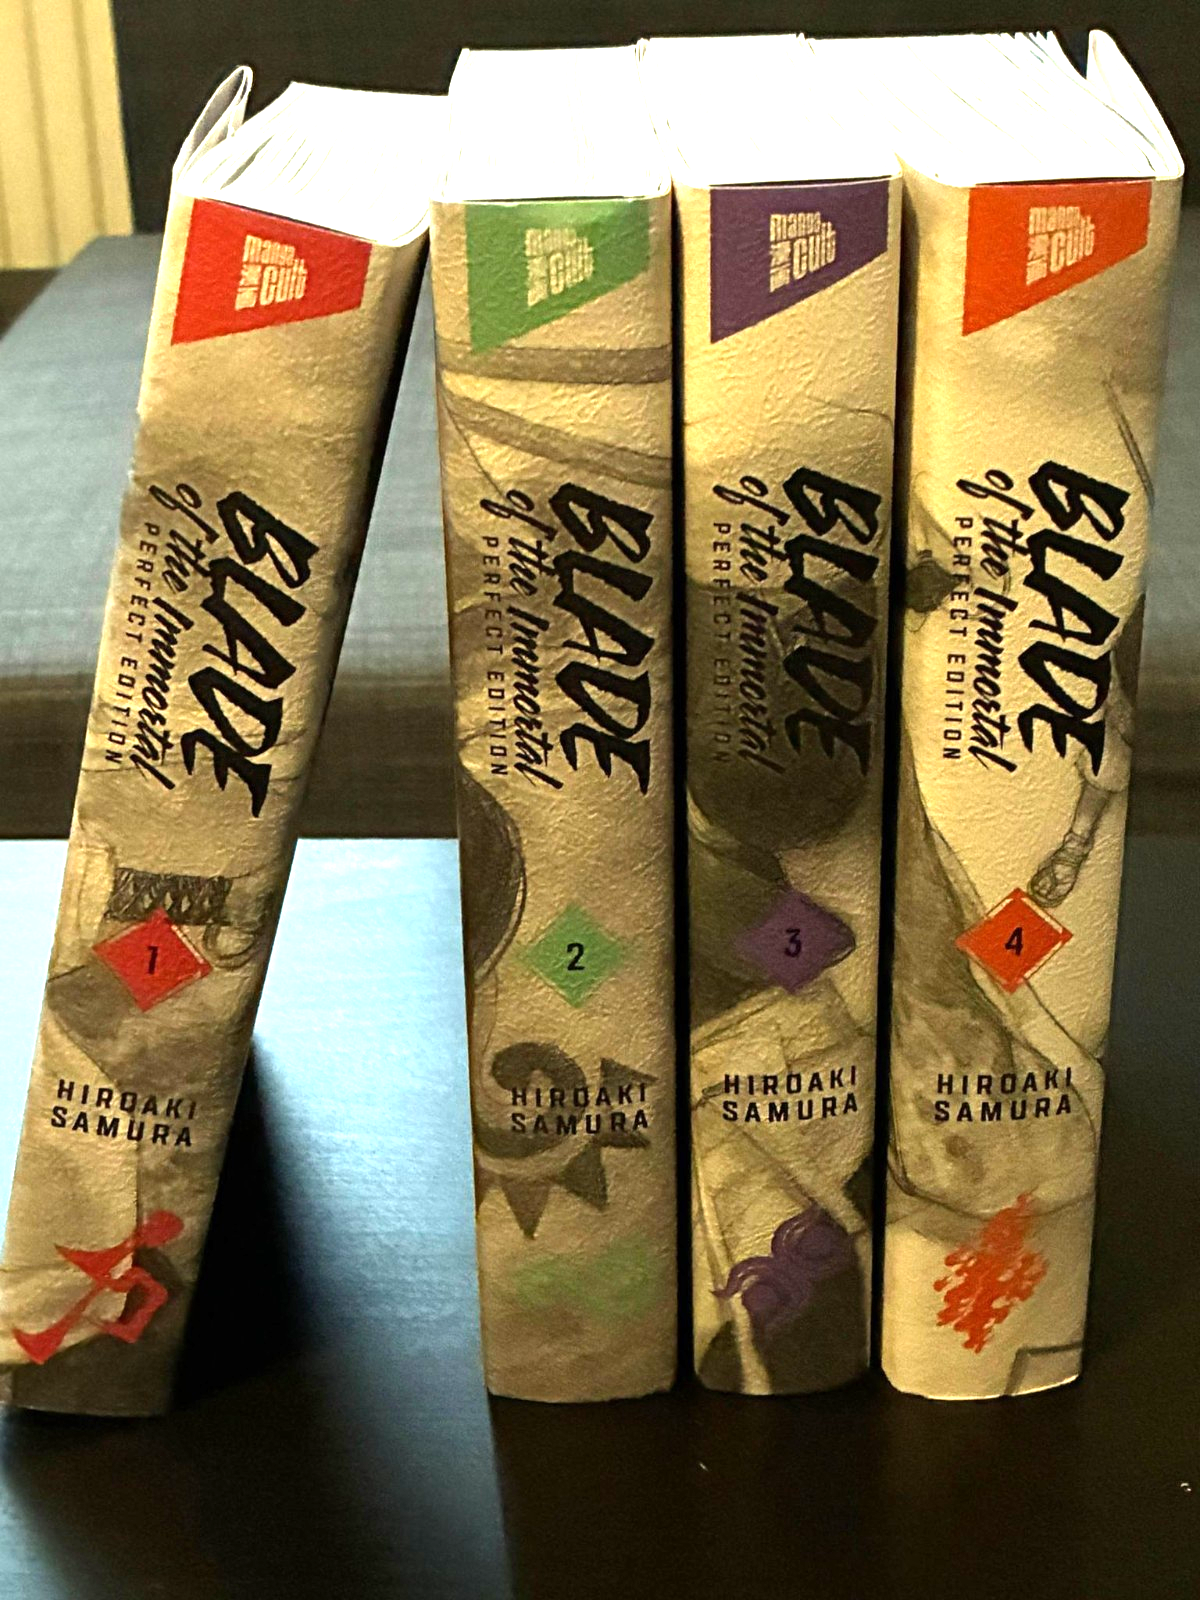 manga
cult
BLADE
of the Immortal
PERFECT EDITION
1
HIROAKI
SAMURA
manga
cult
BLADE
of the Immortal
PERFECT EDITION
2
HIROAKI
SAMURA
manga
cult
BLADE
of the Immortal
PERFECT EDITION
3
HIROAKI
SAMURA
manga
cult
BLADE
of the Immortal
PERFECT EDITION
4
HIROAKI
SAMURA